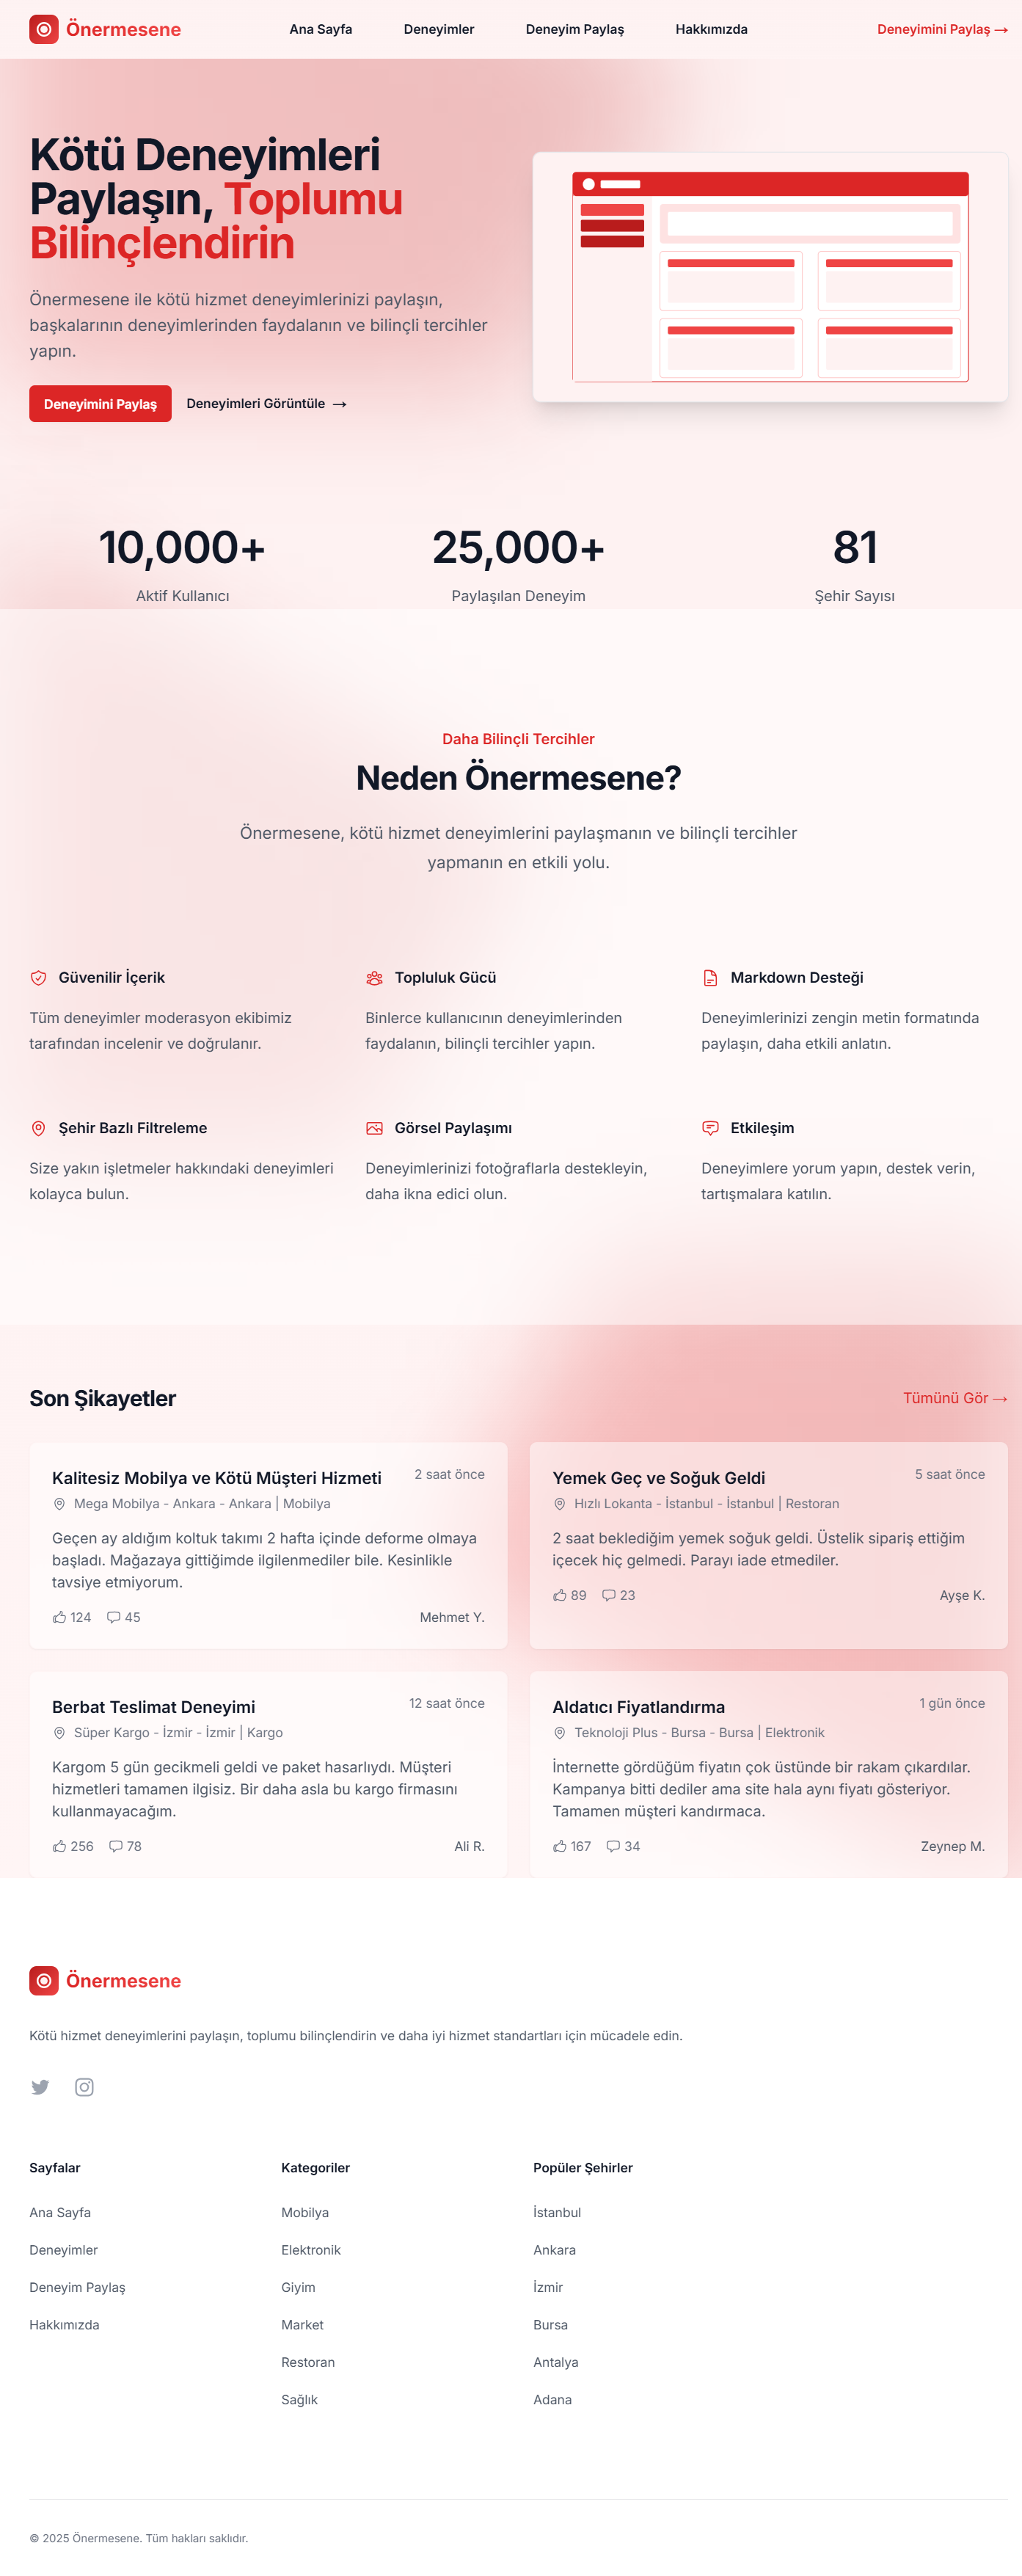 Önermesene
Ana Sayfa
Deneyimler
Deneyim Paylaş
Hakkımızda
Deneyimini Paylaş →
Kötü Deneyimleri
Paylaşın, Toplumu
Bilinçlendirin
Önermesene ile kötü hizmet deneyimlerinizi paylaşın,
başkalarının deneyimlerinden faydalanın ve bilinçli tercihler
yapın.
Deneyimini Paylaş
Deneyimleri Görüntüle →
10,000+
Aktif Kullanıcı
25,000+
Paylaşılan Deneyim
81
Şehir Sayısı
Daha Bilinçli Tercihler
Neden Önermesene?
Önermesene, kötü hizmet deneyimlerini paylaşmanın ve bilinçli tercihler
yapmanın en etkili yolu.
Güvenilir İçerik
Tüm deneyimler moderasyon ekibimiz
tarafından incelenir ve doğrulanır.
Topluluk Gücü
Binlerce kullanıcının deneyimlerinden
faydalanın, bilinçli tercihler yapın.
Markdown Desteği
Deneyimlerinizi zengin metin formatında
paylaşın, daha etkili anlatın.
Şehir Bazlı Filtreleme
Size yakın işletmeler hakkındaki deneyimleri
kolayca bulun.
Görsel Paylaşımı
Deneyimlerinizi fotoğraflarla destekleyin,
daha ikna edici olun.
Etkileşim
Deneyimlere yorum yapın, destek verin,
tartışmalara katılın.
Son Şikayetler
Tümünü Gör →
Kalitesiz Mobilya ve Kötü Müşteri Hizmeti
2 saat önce
Mega Mobilya - Ankara - Ankara | Mobilya
Geçen ay aldığım koltuk takımı 2 hafta içinde deforme olmaya
başladı. Mağazaya gittiğimde ilgilenmediler bile. Kesinlikle
tavsiye etmiyorum.
124
45
Mehmet Y.
Yemek Geç ve Soğuk Geldi
5 saat önce
Hızlı Lokanta - İstanbul - İstanbul | Restoran
2 saat beklediğim yemek soğuk geldi. Üstelik sipariş ettiğim
içecek hiç gelmedi. Parayı iade etmediler.
89
23
Ayşe K.
Berbat Teslimat Deneyimi
12 saat önce
Süper Kargo - İzmir - İzmir | Kargo
Kargom 5 gün gecikmeli geldi ve paket hasarlıydı. Müşteri
hizmetleri tamamen ilgisiz. Bir daha asla bu kargo firmasını
kullanmayacağım.
256
78
Ali R.
Aldatıcı Fiyatlandırma
1 gün önce
Teknoloji Plus - Bursa - Bursa | Elektronik
İnternette gördüğüm fiyatın çok üstünde bir rakam çıkardılar.
Kampanya bitti dediler ama site hala aynı fiyatı gösteriyor.
Tamamen müşteri kandırmaca.
167
34
Zeynep M.
Önermesene
Kötü hizmet deneyimlerini paylaşın, toplumu bilinçlendirin ve daha iyi hizmet standartları için mücadele edin.
Sayfalar
Ana Sayfa
Deneyimler
Deneyim Paylaş
Hakkımızda
Kategoriler
Mobilya
Elektronik
Giyim
Market
Restoran
Sağlık
Popüler Şehirler
İstanbul
Ankara
İzmir
Bursa
Antalya
Adana
© 2025 Önermesene. Tüm hakları saklıdır.